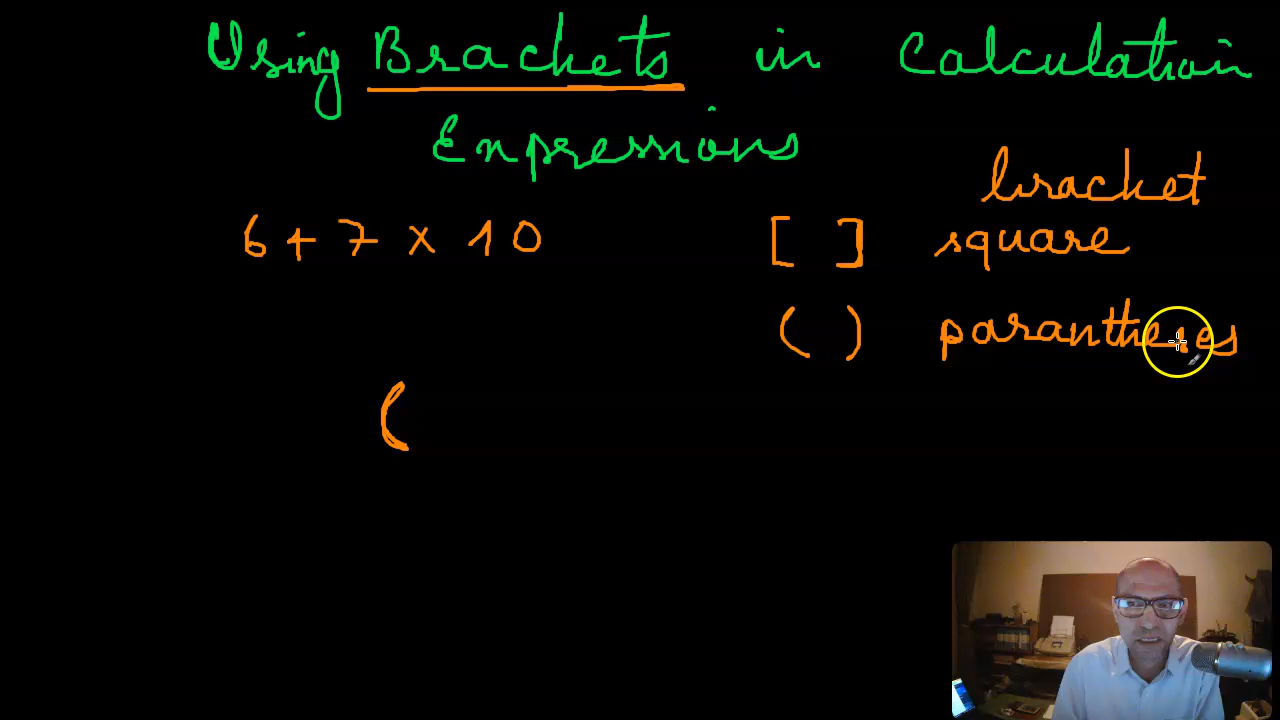 Using Brackets in Calculation
Expressions
bracket
6 + 7 x 10
[ ] square
( ) parantheses
(